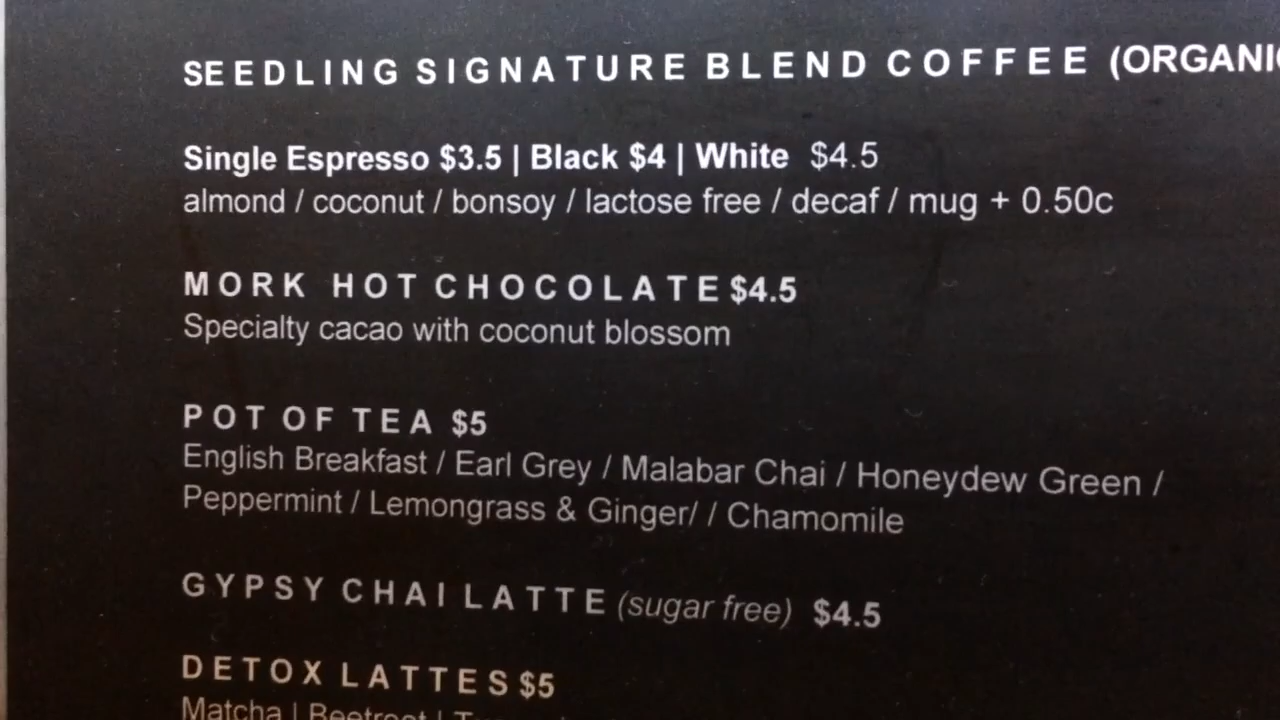 SEEDLING SIGNATURE BLEND COFFEE
Single Espresso $3.5 | Black $4 | White $4.5
almond / coconut / bonsoy / lactose free / decaf / mug + 0.50c
MORK HOT CHOCOLATE $4.5
Specialty cacao with coconut blossom
POT OF TEA $5
English Breakfast / Earl Grey / Malabar Chai / Honeydew Green /
Peppermint / Lemongrass & Ginger/ / Chamomile
GYPSY CHAI LATTE (sugar free) $4.5
DETOX LATTES $5
Matcha | Beetroot |